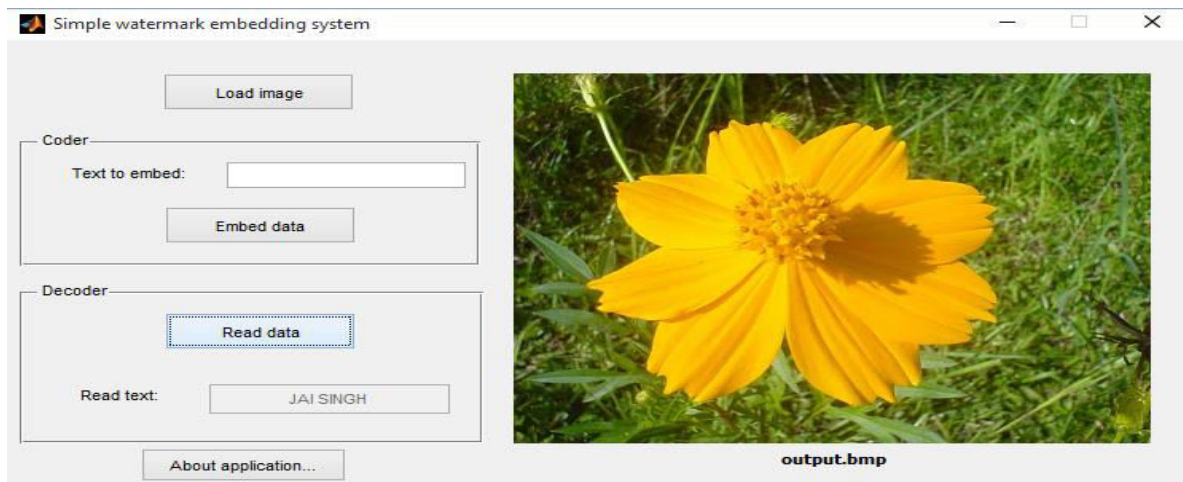 Simple watermark embedding system
Load image
Coder
Text to embed:
Embed data
Decoder
Read data
Read text:
JAI SINGH
About application...
output.bmp